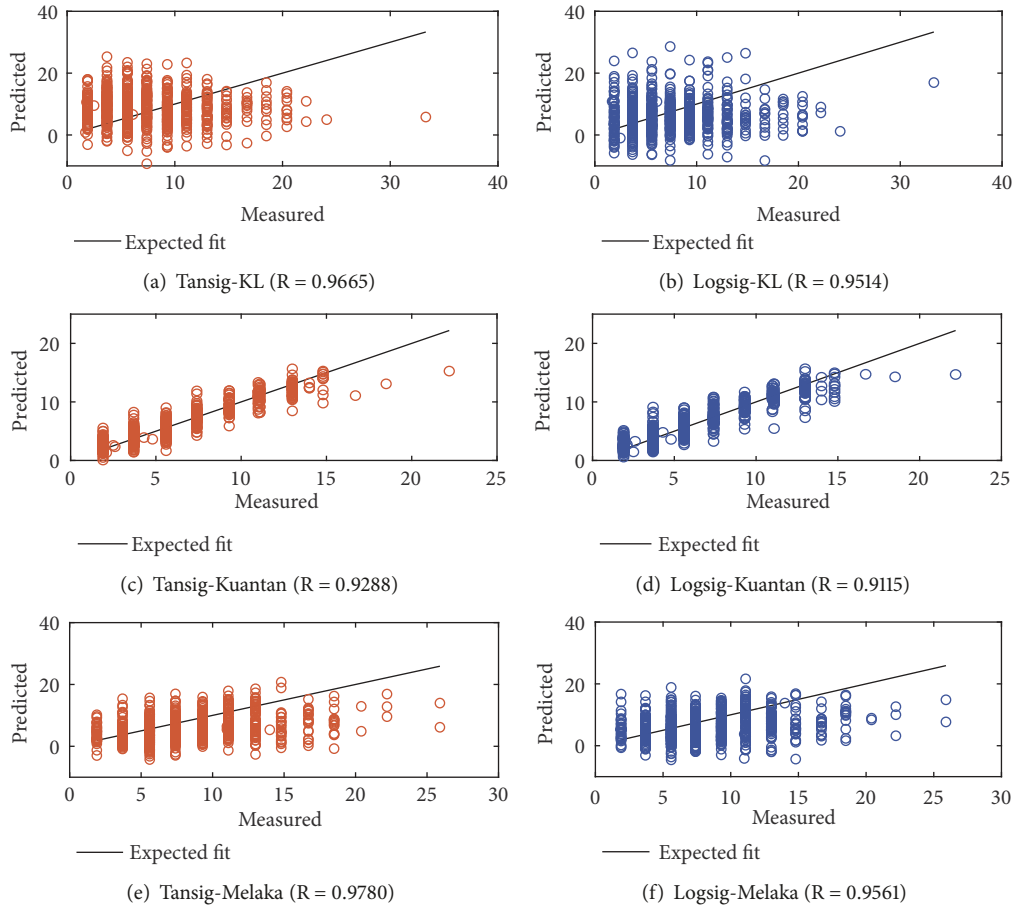 40
20
0
Predicted
0 10 20 30 40
Measured
Expected fit
(a) Tansig-KL (R = 0.9665)
40
20
0
Predicted
0 10 20 30 40
Measured
Expected fit
(b) Logsig-KL (R = 0.9514)
20
10
0
Predicted
0 5 10 15 20 25
Measured
Expected fit
(c) Tansig-Kuantan (R = 0.9288)
20
10
0
Predicted
0 5 10 15 20 25
Measured
Expected fit
(d) Logsig-Kuantan (R = 0.9115)
40
20
0
Predicted
0 5 10 15 20 25 30
Measured
Expected fit
(e) Tansig-Melaka (R = 0.9780)
40
20
0
Predicted
0 5 10 15 20 25 30
Measured
Expected fit
(f) Logsig-Melaka (R = 0.9561)